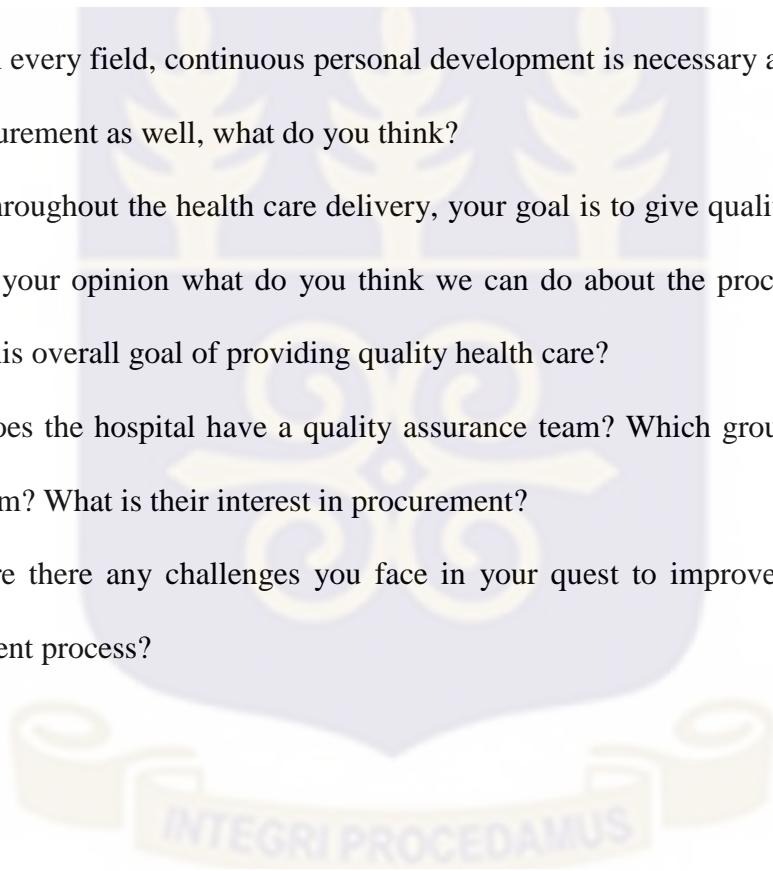 every field, continuous personal development is necessary a
urement as well, what do you think?
hroughout the health care delivery, your goal is to give quali
your opinion what do you think we can do about the proc
is overall goal of providing quality health care?
oes the hospital have a quality assurance team? Which grou
m? What is their interest in procurement?
re there any challenges you face in your quest to improve
ent process?
INTEGRI PROCEDAMUS